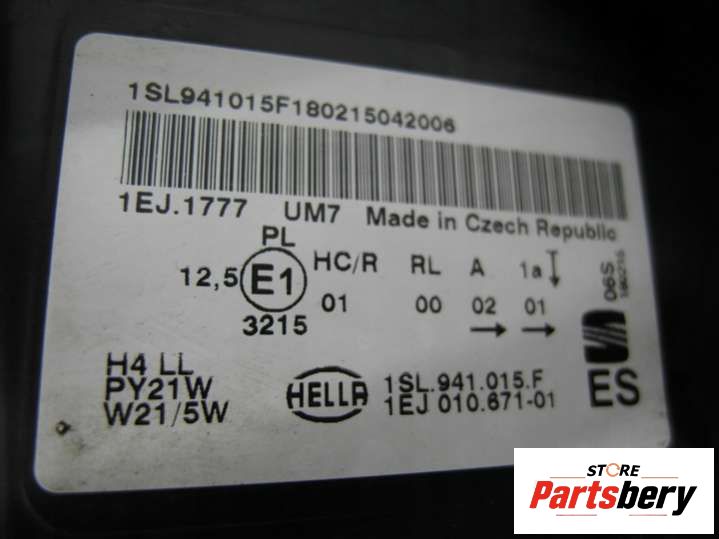 1SL941015F180215042006
1EJ.1777 UM7 Made in Czech Republic
PL
12,5 E1 HC/R RL A 1a
3215 01 00 02 01
06S
H4 LL
PY21W
W21/5W
HELLA
1SL.941.015.F
1EJ 010.671-01
ES
STORE
Partsbery